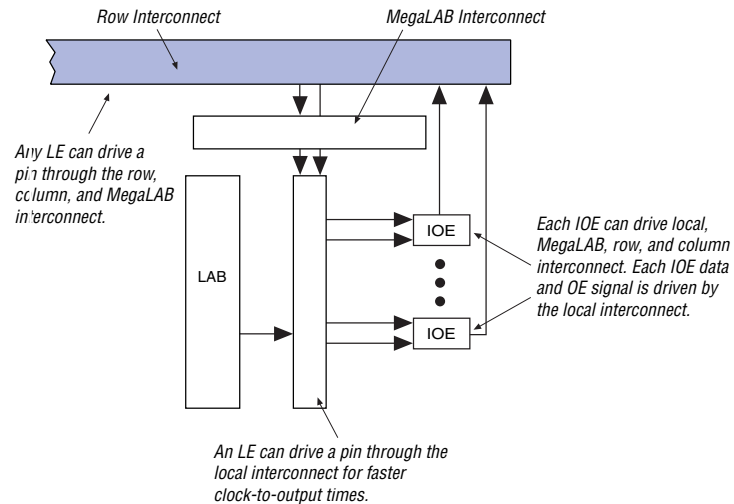 Row Interconnect
MegaLAB Interconnect
Any LE can drive a
pin through the row,
column, and MegaLAB
interconnect.
LAB
IOE
IOE
Each IOE can drive local,
MegaLAB, row, and column
interconnect. Each IOE data
and OE signal is driven by
the local interconnect.
An LE can drive a pin through the
local interconnect for faster
clock-to-output times.